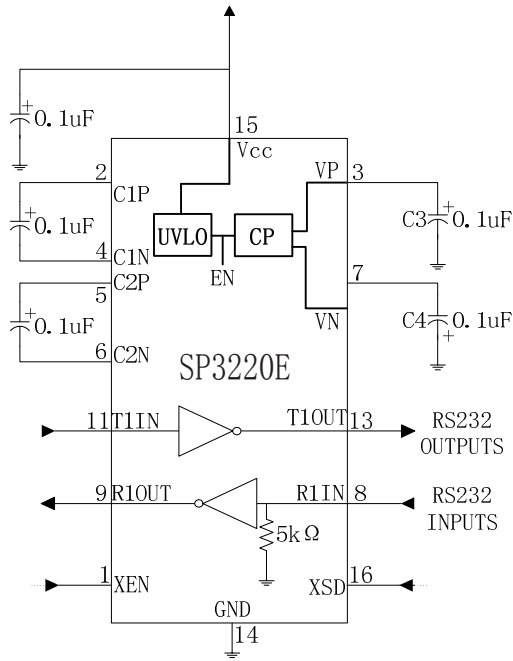 15
0.1uF
Vcc
2
VP
3
C1P
0.1uF
UVLO
CP
C3
0.1uF
4
C1N
EN
7
5
C2P
0.1uF
VN
C4
0.1uF
6
C2N
SP3220E
11
T1IN
T1OUT
13
RS232
OUTPUTS
9
R1OUT
R1IN
8
RS232
INPUTS
5kΩ
1
XEN
XSD
16
GND
14